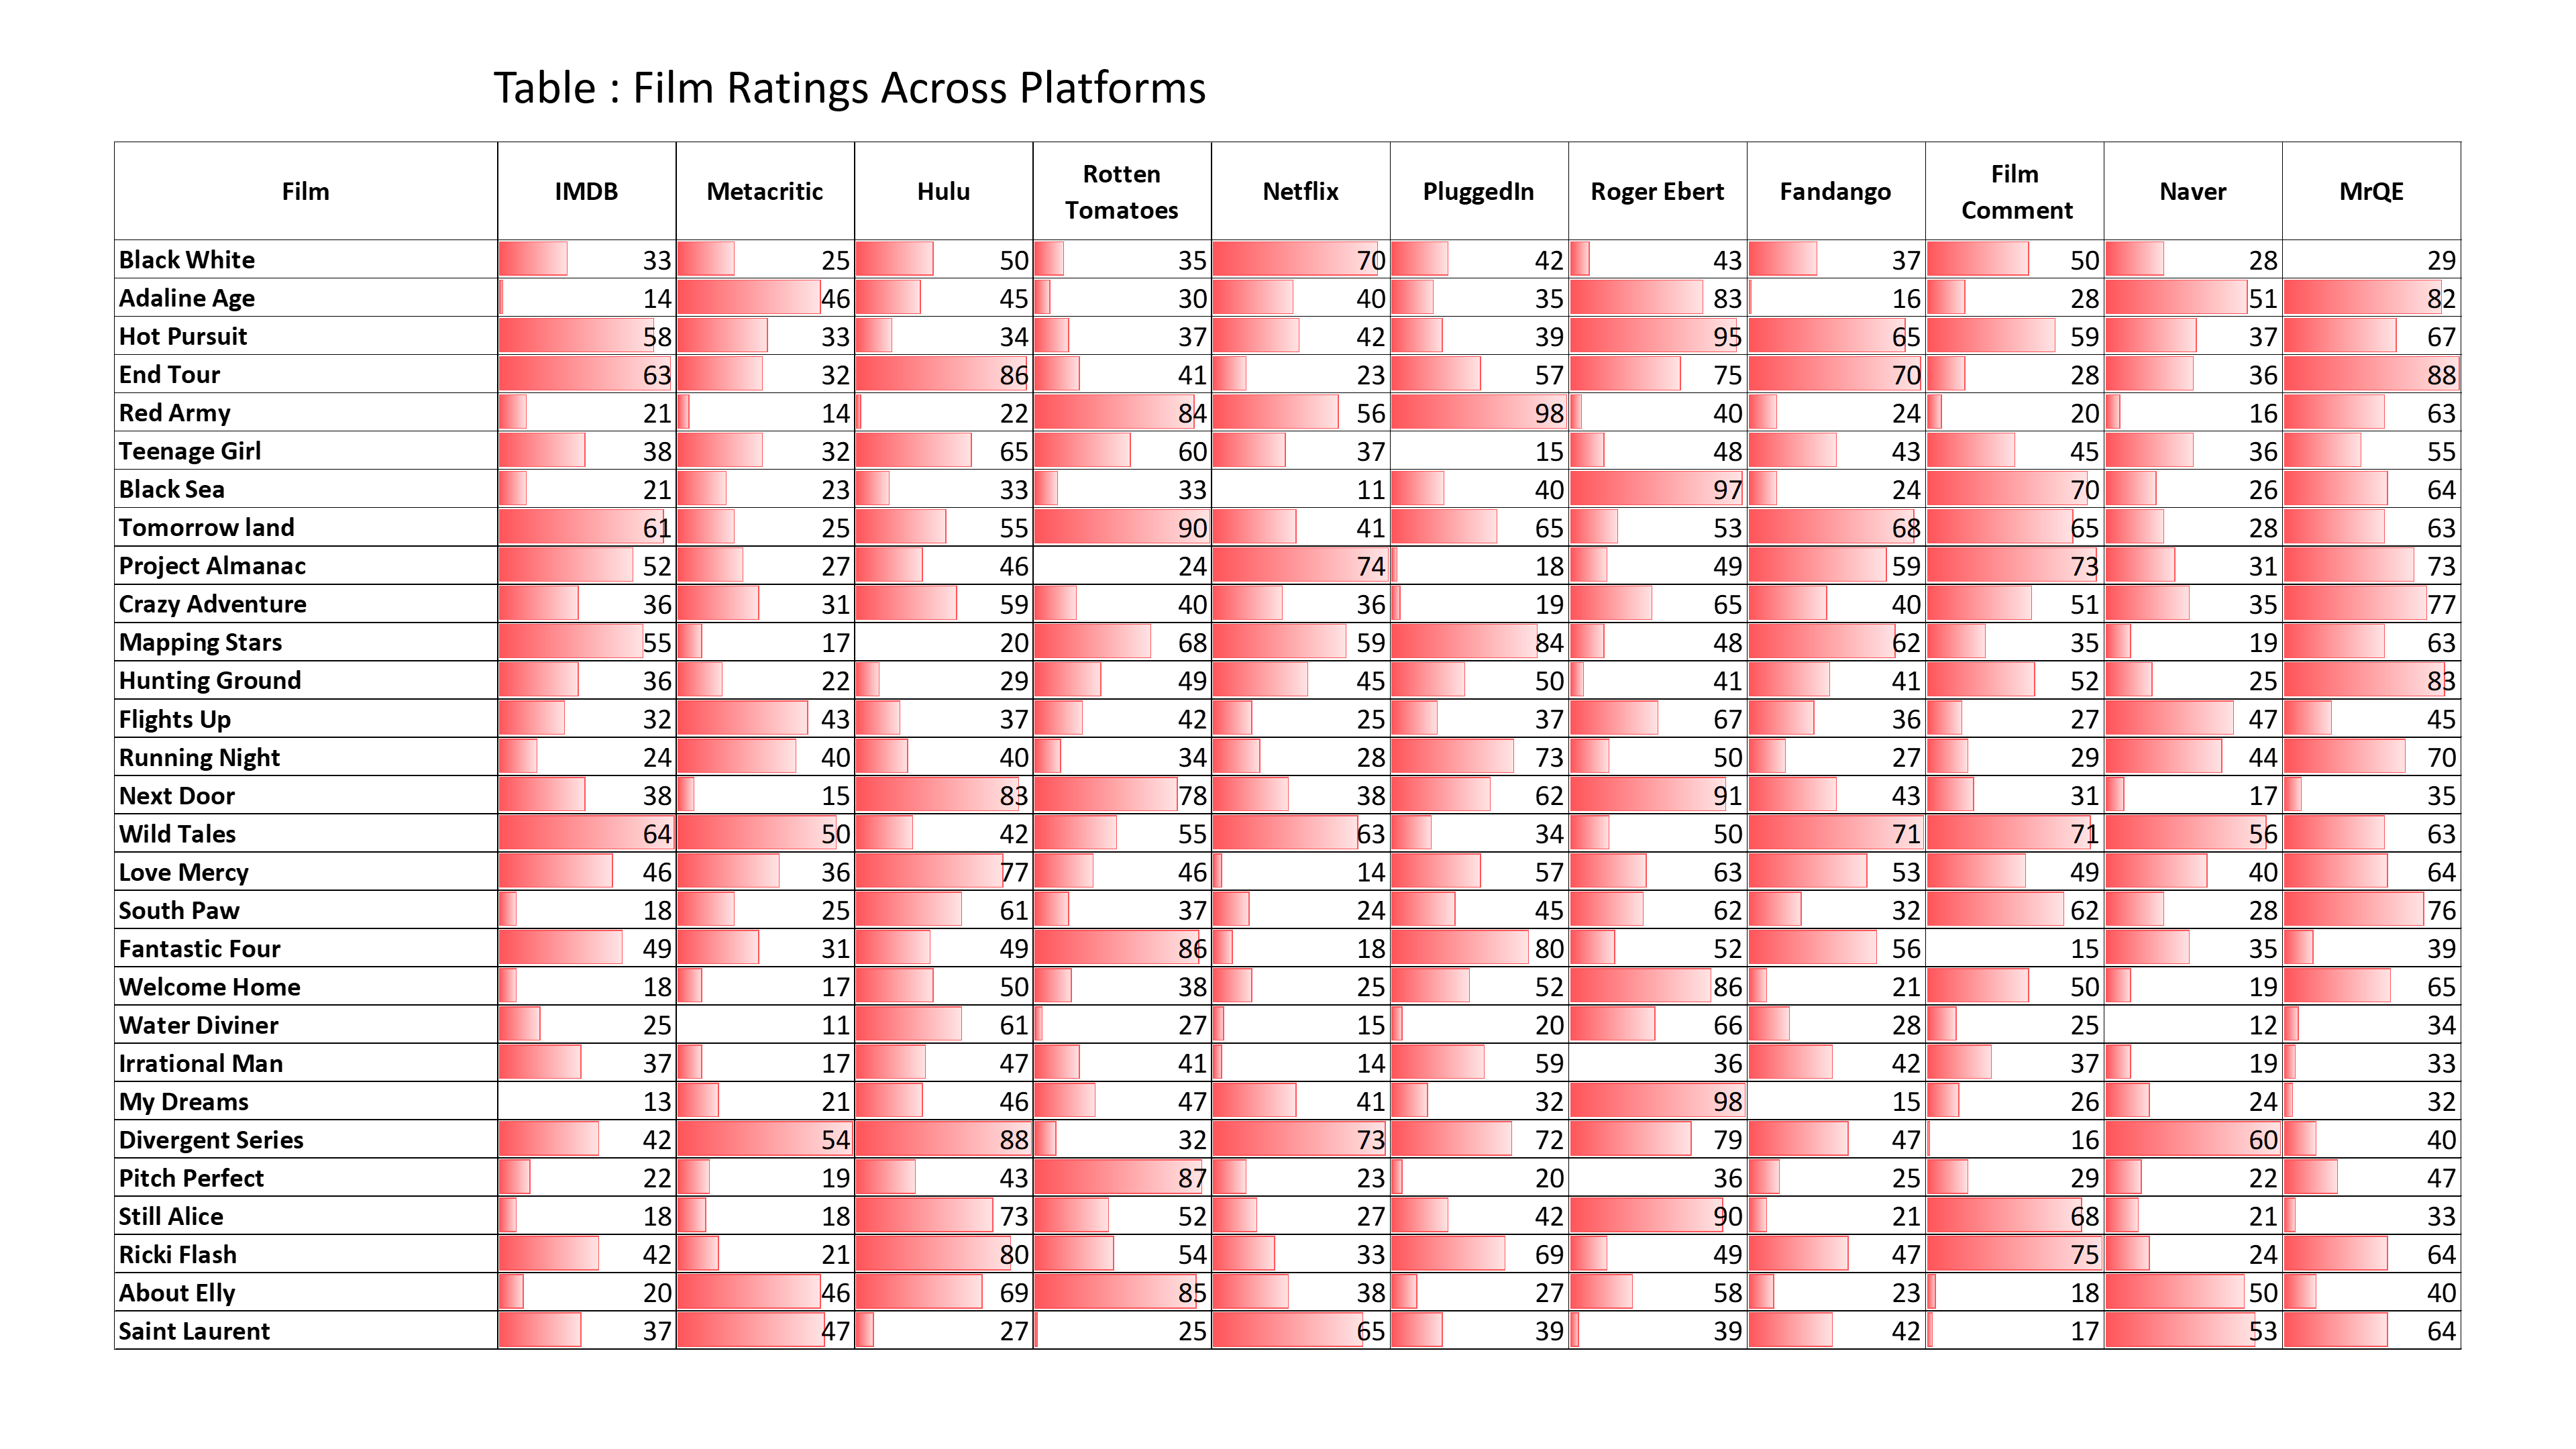 Table : Film Ratings Across Platforms
Film IMDB Metacritic Hulu Rotten Tomatoes Netflix PluggedIn Roger Ebert Fandango Film Comment Naver MrQE
Black White 33 25 50 35 70 42 43 37 50 28 29
Adaline Age 14 46 45 30 40 35 83 16 28 51 82
Hot Pursuit 58 33 34 37 42 39 95 65 59 37 67
End Tour 63 32 86 41 23 57 75 70 28 36 88
Red Army 21 14 22 84 56 98 40 24 20 16 63
Teenage Girl 38 32 65 60 37 15 48 43 45 36 55
Black Sea 21 23 33 33 11 40 97 24 70 26 64
Tomorrow land 61 25 55 90 41 65 53 68 65 28 63
Project Almanac 52 27 46 24 74 18 49 59 73 31 73
Crazy Adventure 36 31 59 40 36 19 65 40 51 35 77
Mapping Stars 55 17 20 68 59 84 48 62 35 19 63
Hunting Ground 36 22 29 49 45 50 41 41 52 25 83
Flights Up 32 43 37 42 25 37 67 36 27 47 45
Running Night 24 40 40 34 28 73 50 27 29 44 70
Next Door 38 15 83 78 38 62 91 43 31 17 35
Wild Tales 64 50 42 55 63 34 50 71 71 56 63
Love Mercy 46 36 77 46 14 57 63 53 49 40 64
South Paw 18 25 61 37 24 45 62 32 62 28 76
Fantastic Four 49 31 49 86 18 80 52 56 15 35 39
Welcome Home 18 17 50 38 25 52 86 21 50 19 65
Water Diviner 25 11 61 27 15 20 66 28 25 12 34
Irrational Man 37 17 47 41 14 59 36 42 37 19 33
My Dreams 13 21 46 47 41 32 98 15 26 24 32
Divergent Series 42 54 88 32 73 72 79 47 16 60 40
Pitch Perfect 22 19 43 87 23 20 36 25 29 22 47
Still Alice 18 18 73 52 27 42 90 21 68 21 33
Ricki Flash 42 21 80 54 33 69 49 47 75 24 64
About Elly 20 46 69 85 38 27 58 23 18 50 40
Saint Laurent 37 47 27 25 65 39 39 42 17 53 64